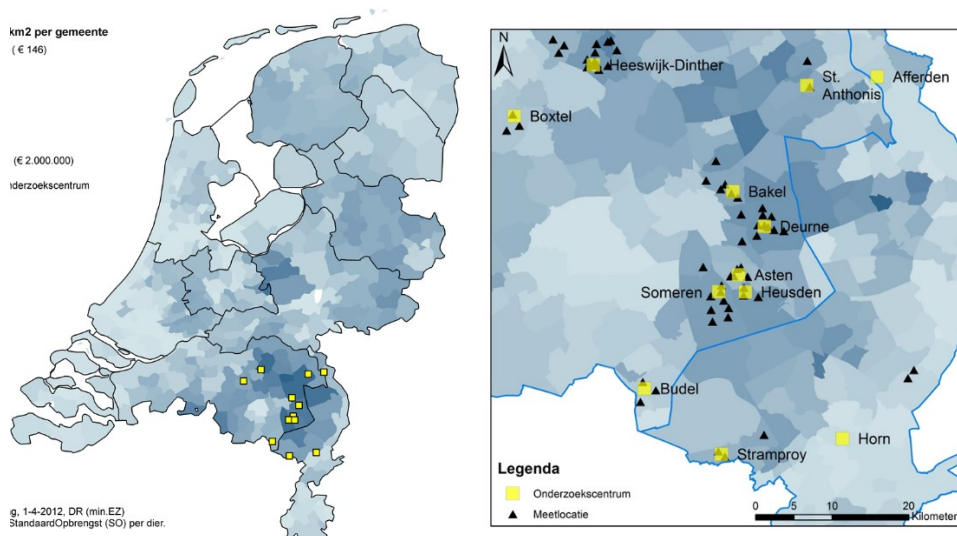 km2 per gemeente
( € 146)
(€ 2.000.000)
nderzoekscentrum
g, 1-4-2012, DR (min.EZ)
StandaardOpbrengst (SO) per dier.
N
Heeswijk-Dinther
St.
Anthonis
Afferden
Boxtel
Bakel
Deurne
Asten
Someren
Heusden
Budel
Horn
Stramproy
Legenda
Onderzoekscentrum
Meetlocatie
0 5 10 20
Kilometer